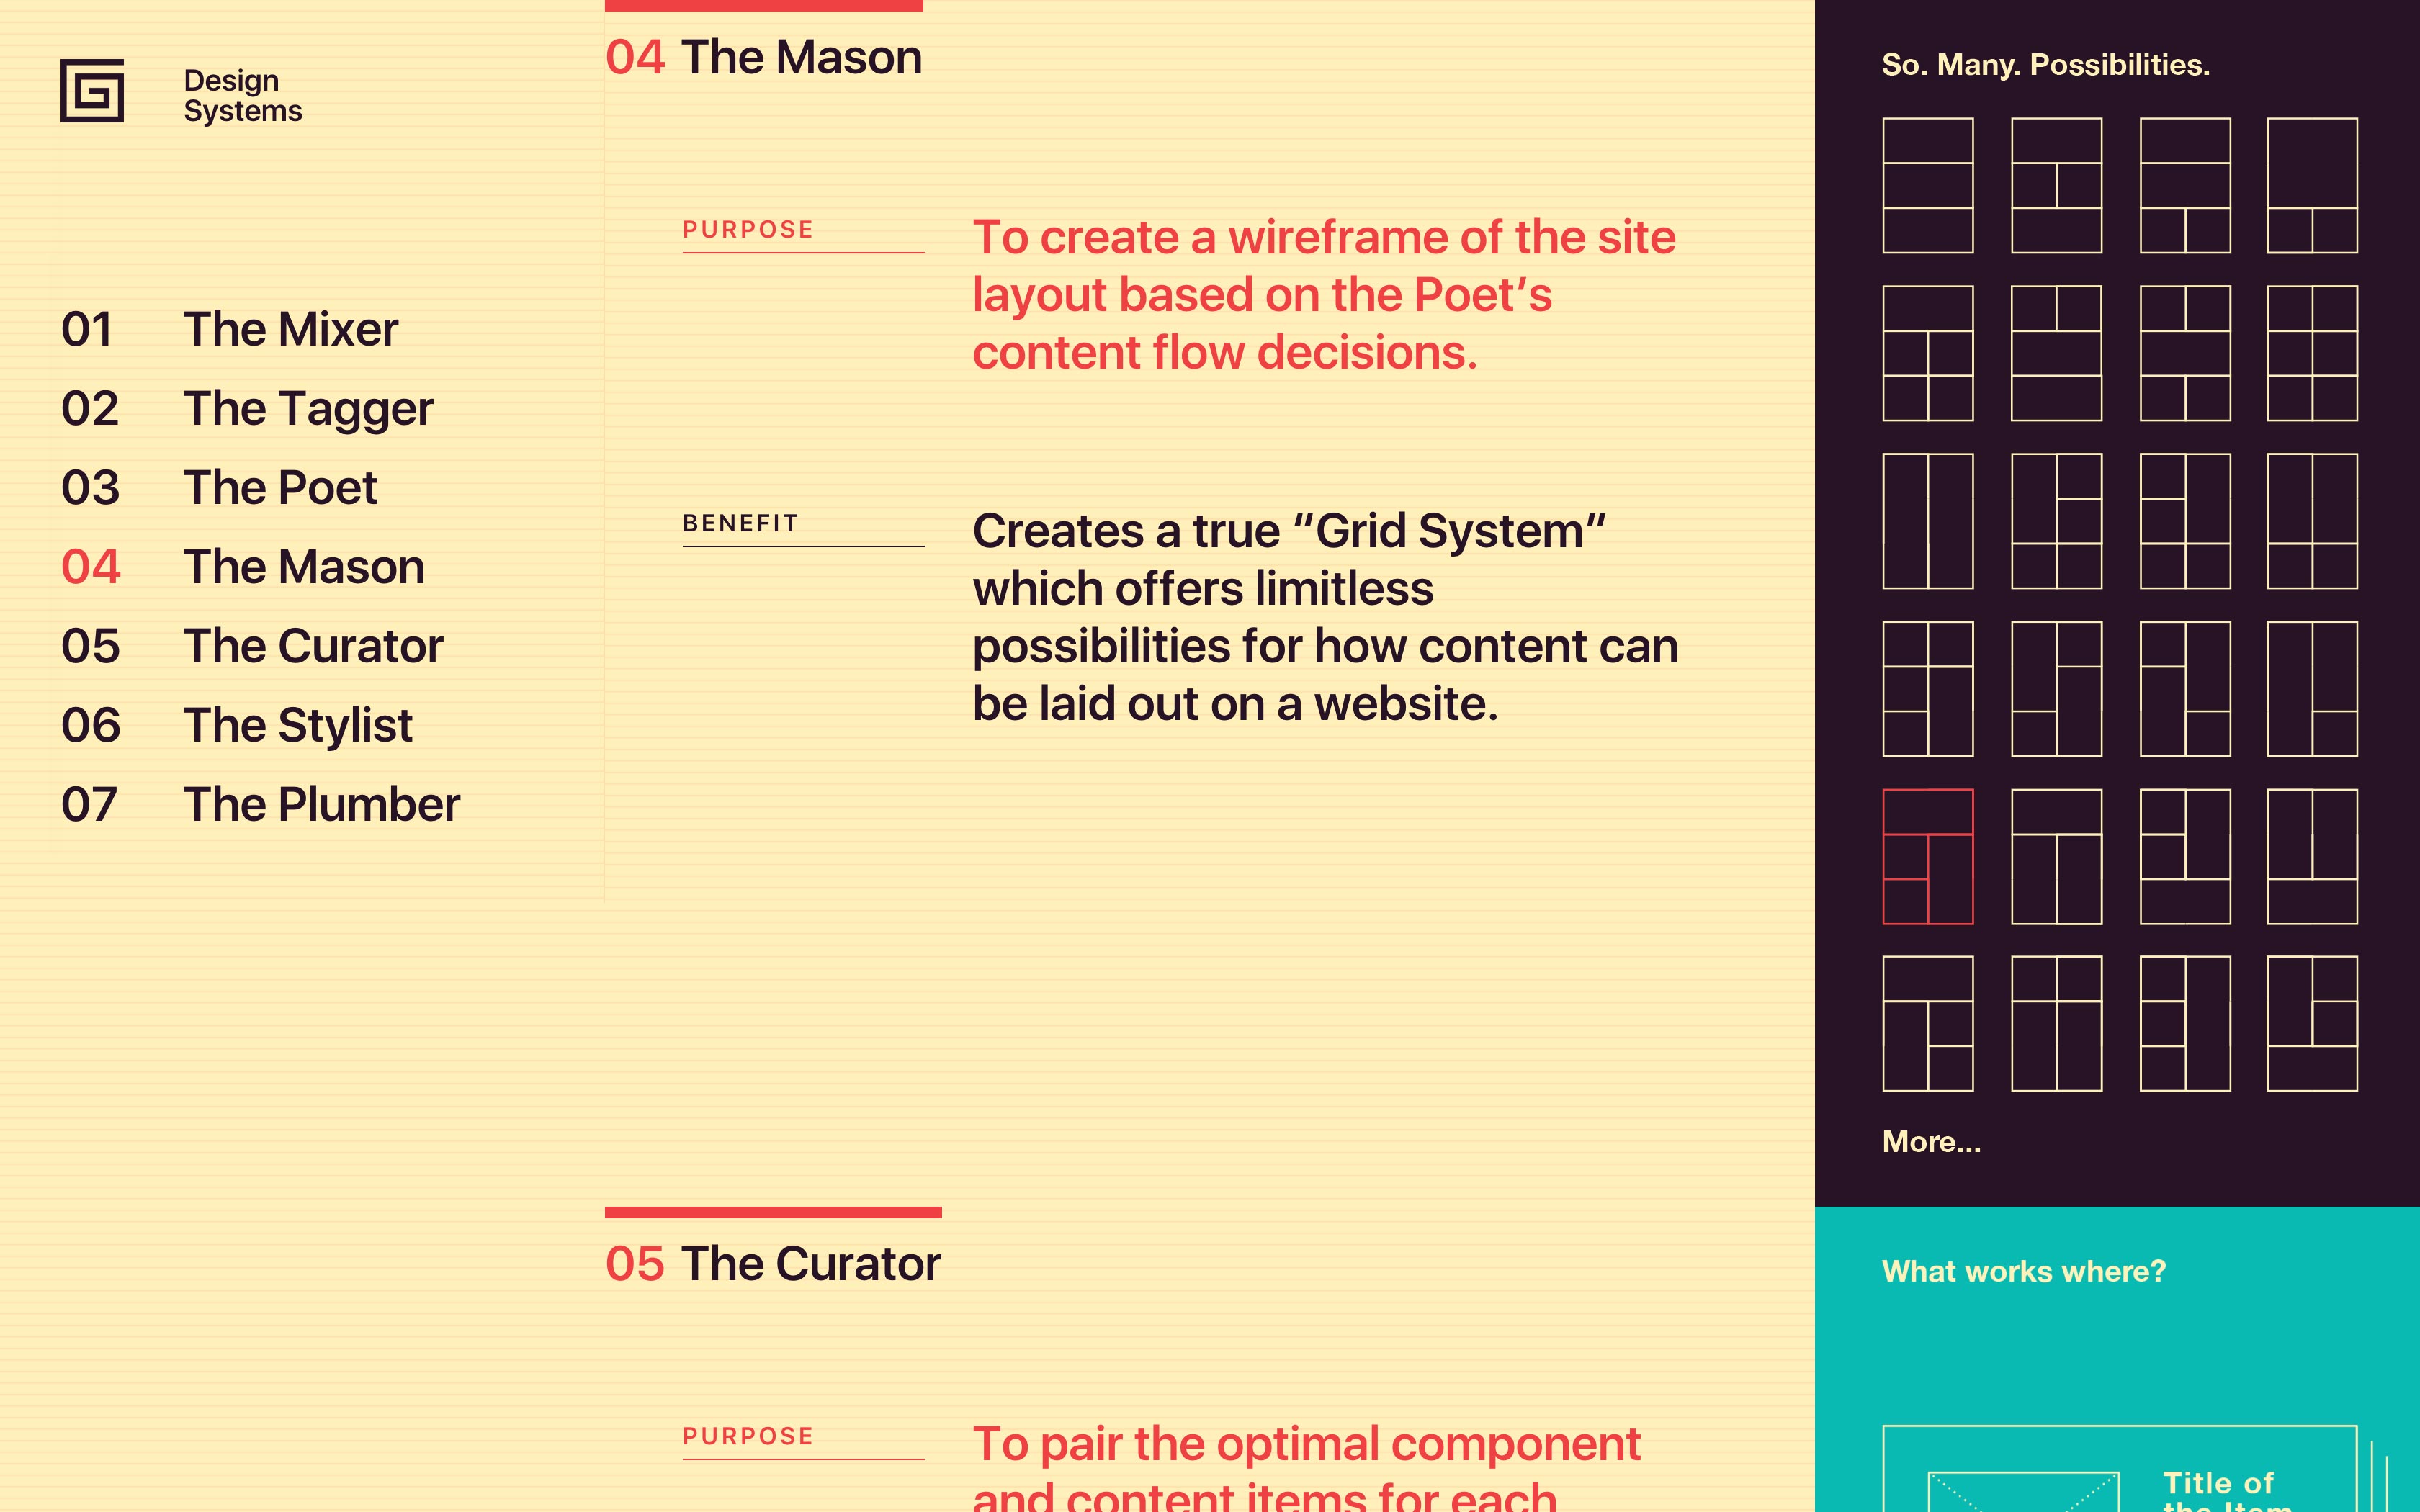 Design
Systems
01 The Mixer
02 The Tagger
03 The Poet
04 The Mason
05 The Curator
06 The Stylist
07 The Plumber
04 The Mason
PURPOSE
To create a wireframe of the site
layout based on the Poet’s
content flow decisions.
BENEFIT
Creates a true “Grid System”
which offers limitless
possibilities for how content can
be laid out on a website.
05 The Curator
PURPOSE
To pair the optimal component
and content items for each
So. Many. Possibilities.
More...
What works where?
Title of
the Item